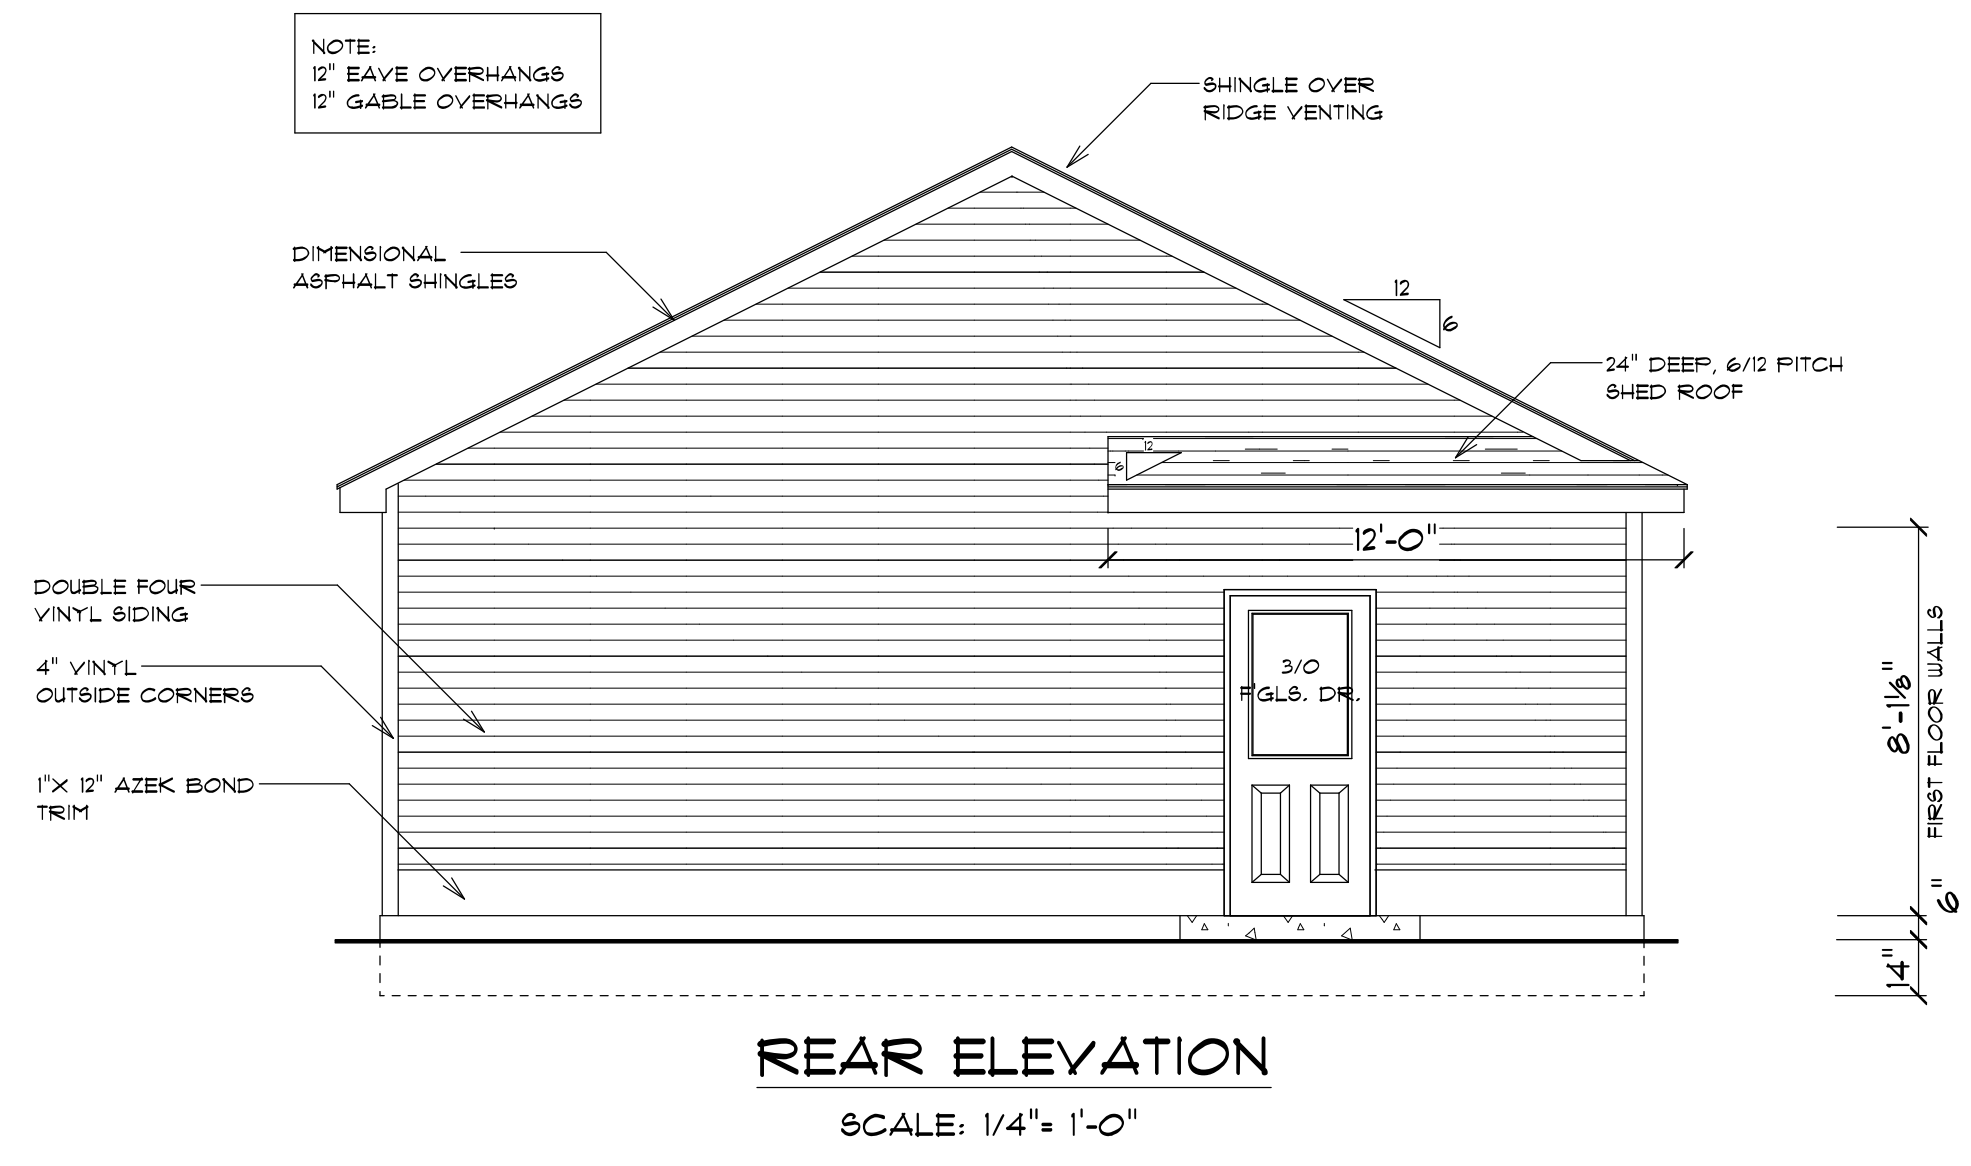 NOTE:
12" EAVE OVERHANGS
12" GABLE OVERHANGS
SHINGLE OVER
RIDGE VENTING
DIMENSIONAL
ASPHALT SHINGLES
12
6
24" DEEP, 6/12 PITCH
SHED ROOF
12
6
12'-0"
DOUBLE FOUR
VINYL SIDING
4" VINYL
OUTSIDE CORNERS
1"X 12" AZEK BOND
TRIM
3/0
F'GLS. DR.
8'-1⅛"
FIRST FLOOR WALLS
6"
14"
REAR ELEVATION
SCALE: 1/4"= 1'-0"